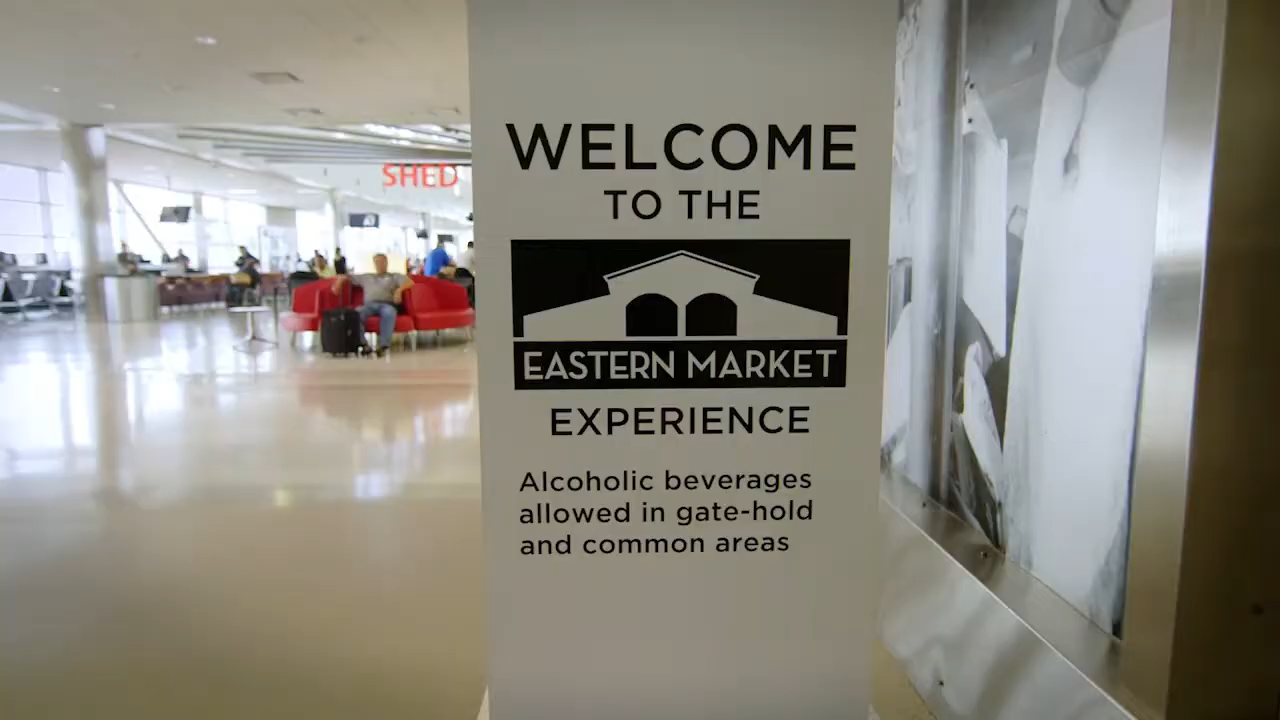 SHED
WELCOME
TO THE
EASTERN MARKET
EXPERIENCE
Alcoholic beverages
allowed in gate-hold
and common areas